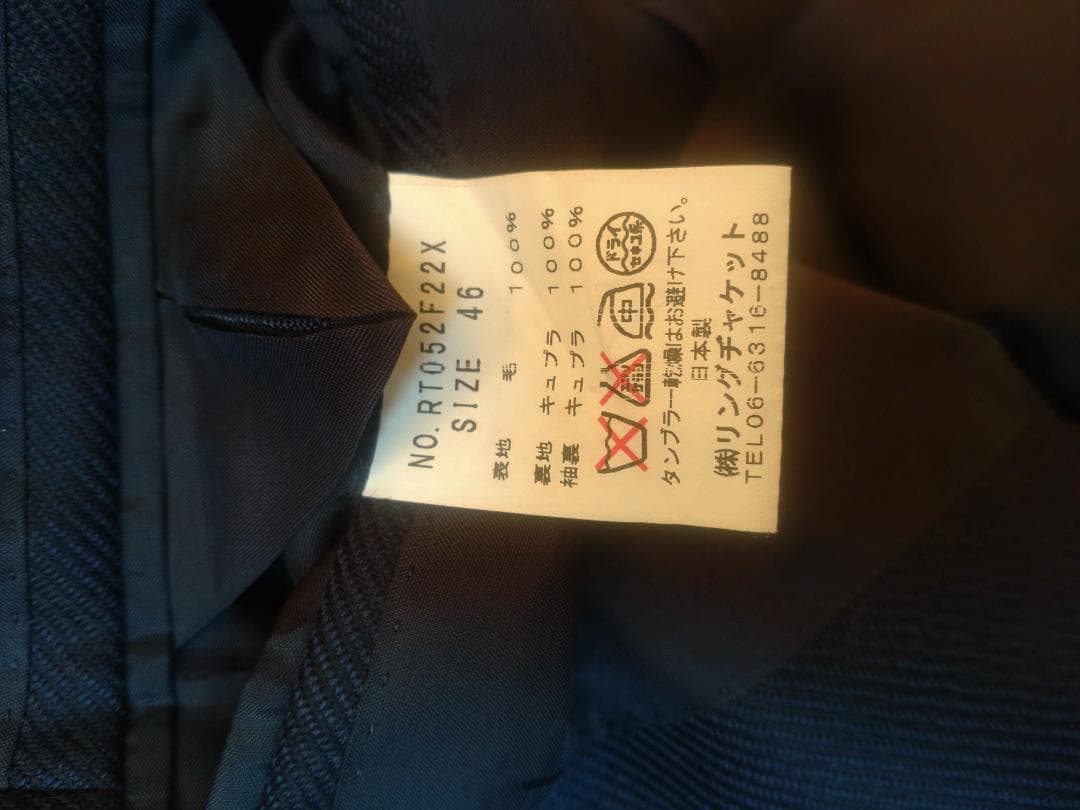 NO.RT052F22X
SIZE 46
表地 毛 100%
裏地 キュプラ 100%
袖裏 キュプラ 100%
中 ドライ セキユ系
タンブラー乾燥はお避け下さい。
日本製
㈱リングヂャケット
TEL06-6316-8488